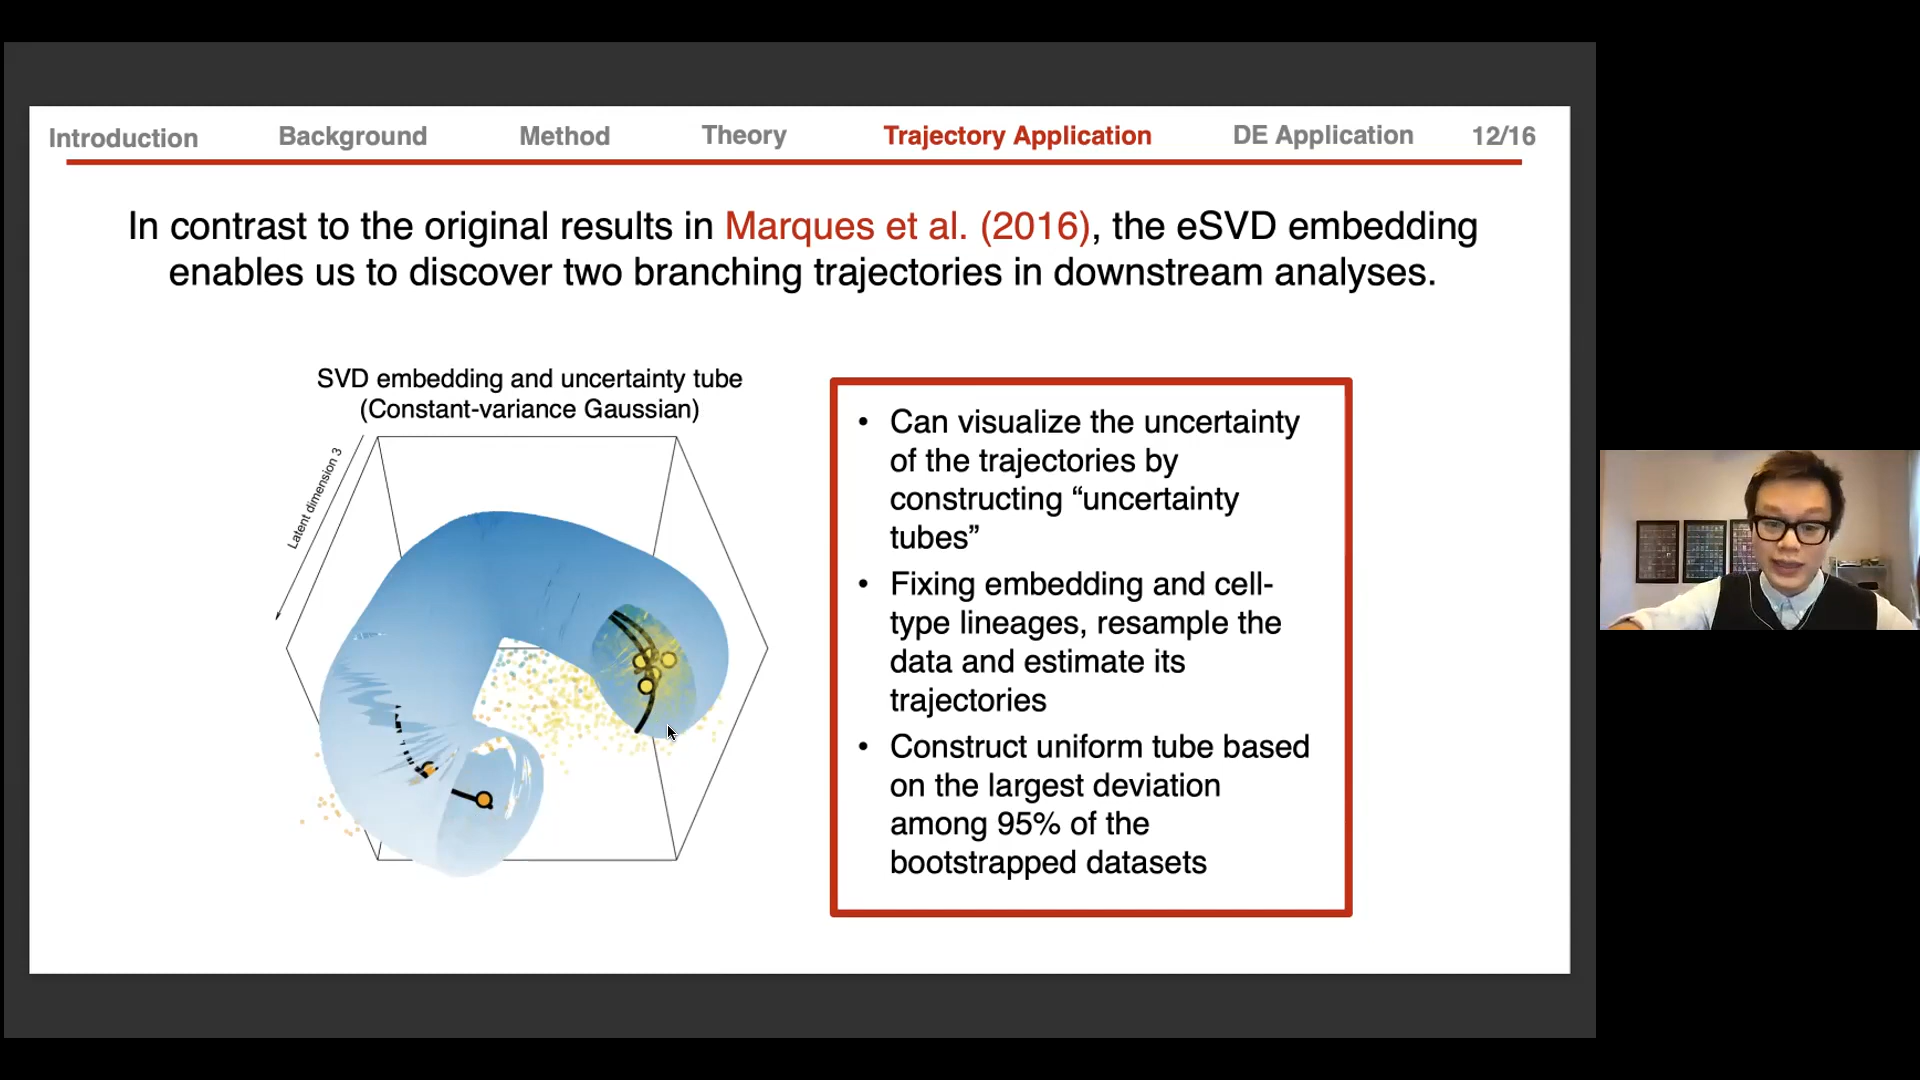 Introduction Background Method Theory Trajectory Application DE Application 12/16
In contrast to the original results in Marques et al. (2016), the eSVD embedding
enables us to discover two branching trajectories in downstream analyses.
SVD embedding and uncertainty tube
(Constant-variance Gaussian)
Latent dimension 3
• Can visualize the uncertainty
of the trajectories by
constructing “uncertainty
tubes”
• Fixing embedding and cell-
type lineages, resample the
data and estimate its
trajectories
• Construct uniform tube based
on the largest deviation
among 95% of the
bootstrapped datasets